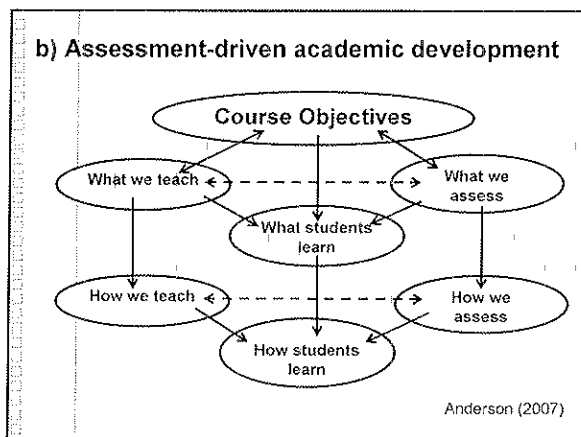 b) Assessment-driven academic development
Course Objectives
What we teach
What we
assess
What students
learn
How we teach
How we
assess
How students
learn
Anderson (2007)